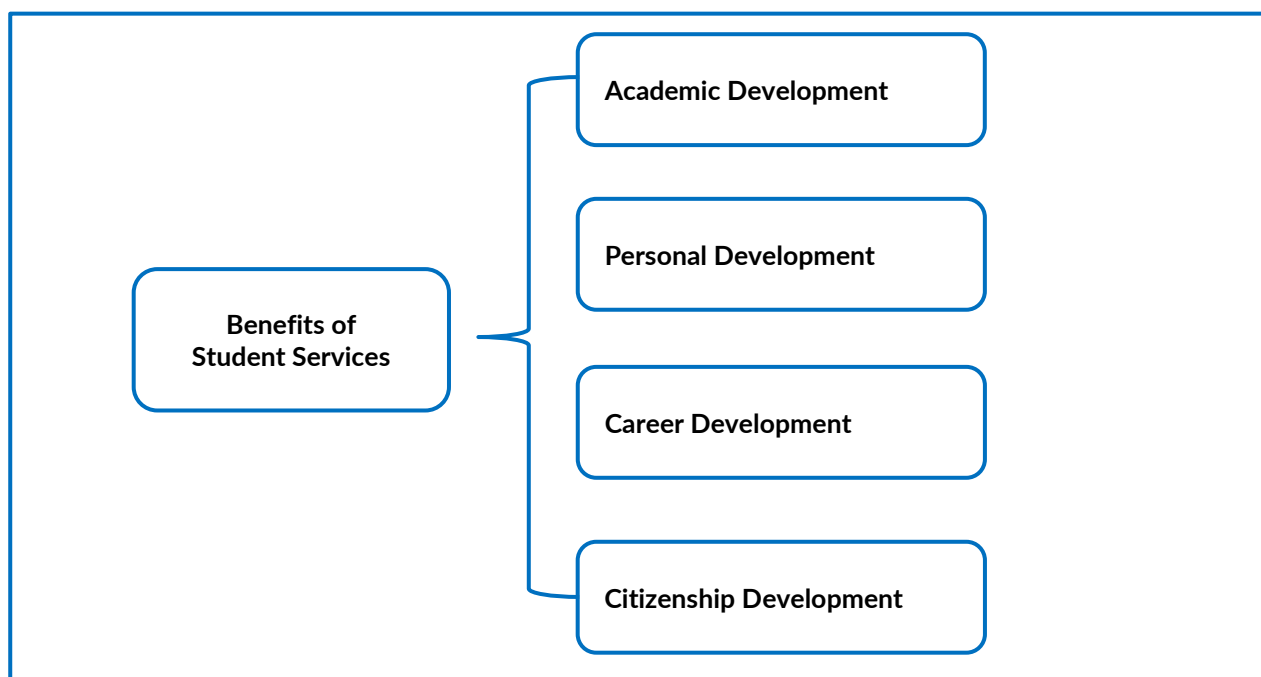 Benefits of
Student Services
Academic Development
Personal Development
Career Development
Citizenship Development